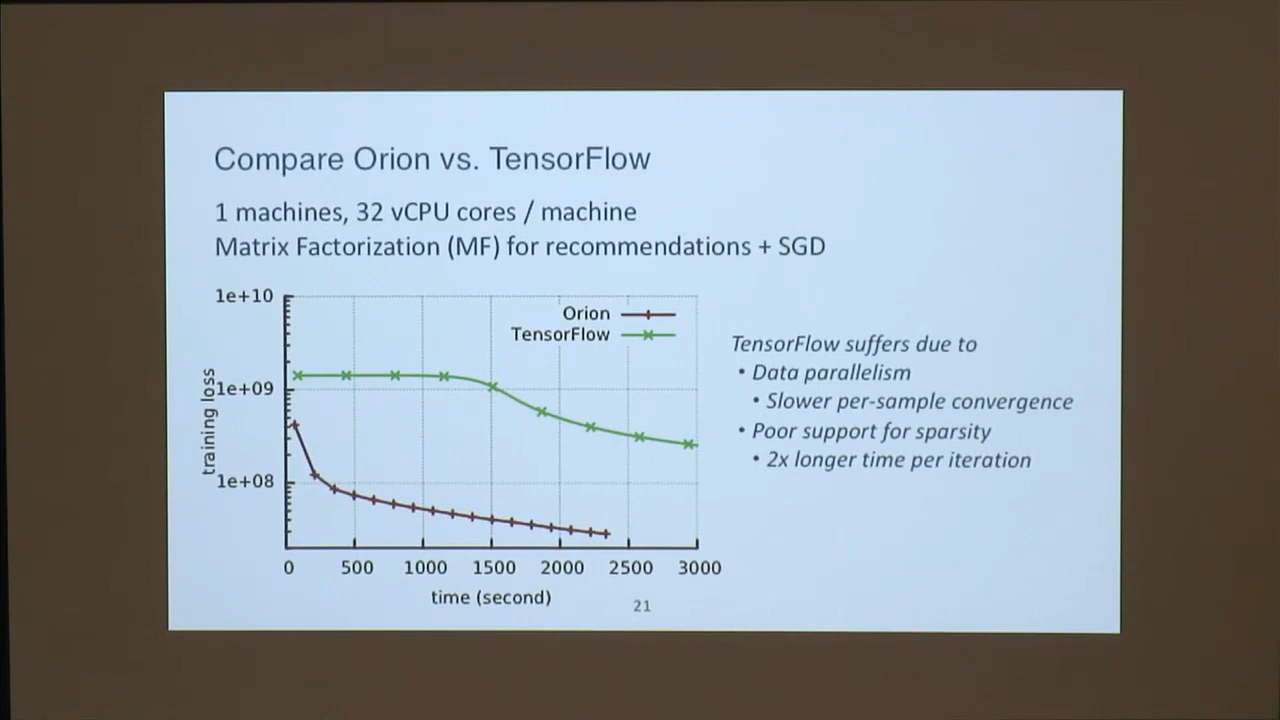 Compare Orion vs. TensorFlow
1 machines, 32 vCPU cores / machine
Matrix Factorization (MF) for recommendations + SGD
1e+10
1e+09
1e+08
training loss
Orion
TensorFlow
0 500 1000 1500 2000 2500 3000
time (second)
TensorFlow suffers due to
• Data parallelism
• Slower per-sample convergence
• Poor support for sparsity
• 2x longer time per iteration
21